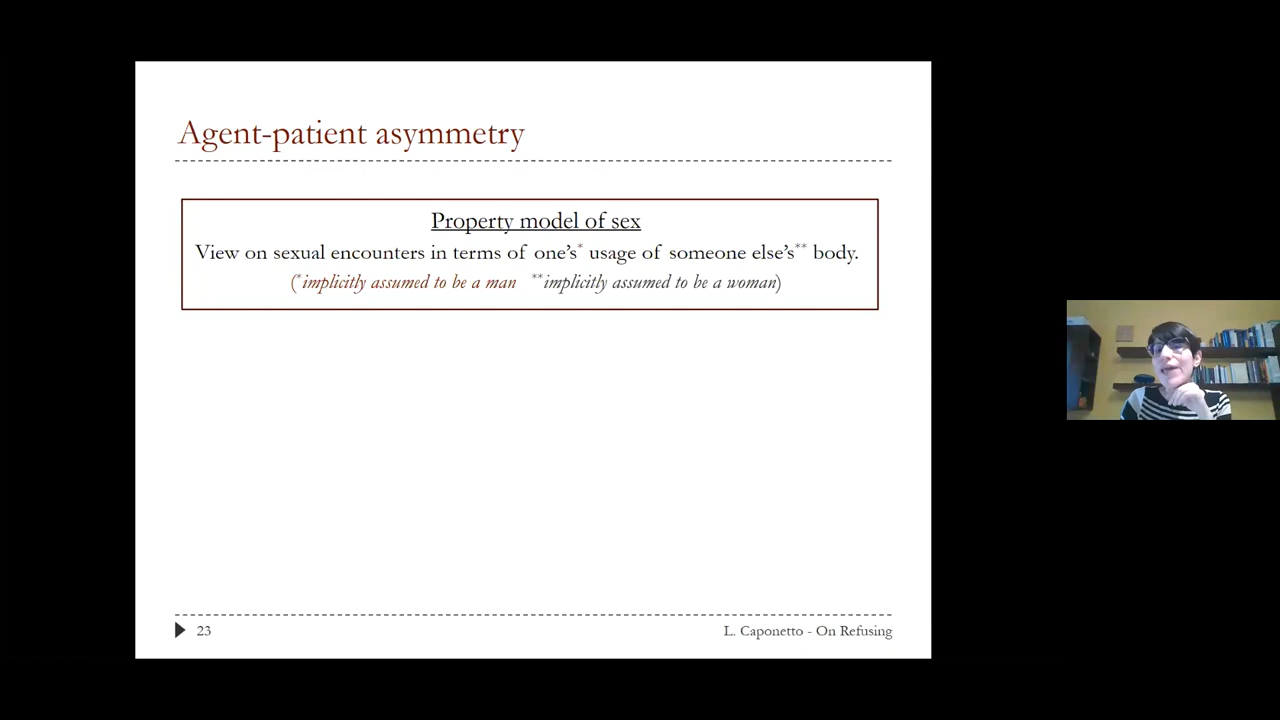 Agent-patient asymmetry
Property model of sex
View on sexual encounters in terms of one's* usage of someone else's** body.
(*implicitly assumed to be a man **implicitly assumed to be a woman)
23
L. Caponetto - On Refusing